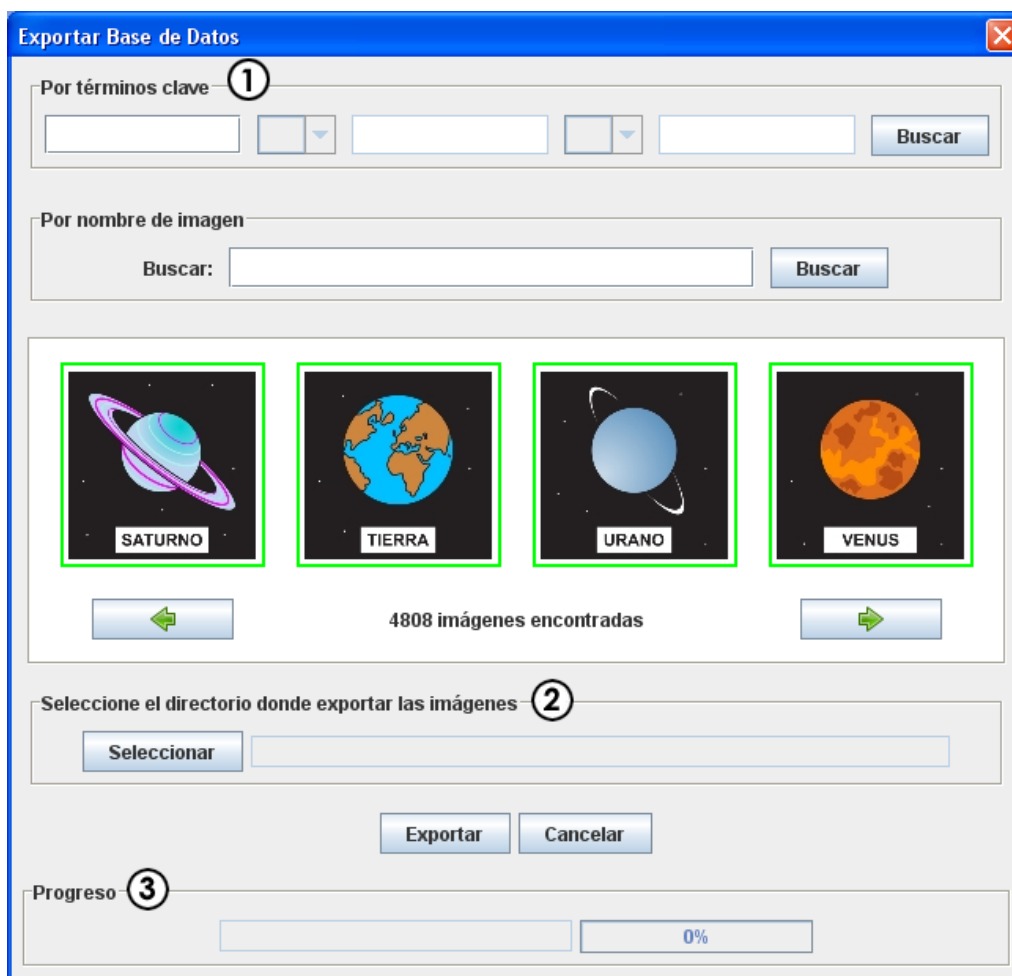 Exportar Base de Datos
Por términos clave 1
Buscar
Por nombre de imagen
Buscar: Buscar
SATURNO TIERRA URANO VENUS
4808 imágenes encontradas
Seleccione el directorio donde exportar las imágenes 2
Seleccionar
Exportar Cancelar
Progreso 3
0%